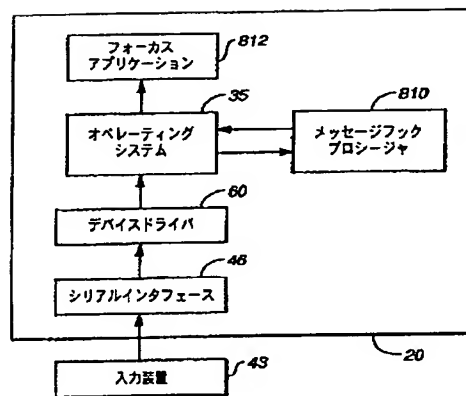 フォーカス
アプリケーション
812
35
オペレーティング
システム
810
メッセージフック
プロシージャ
60
デバイスドライバ
46
シリアルインタフェース
入力装置
43
20